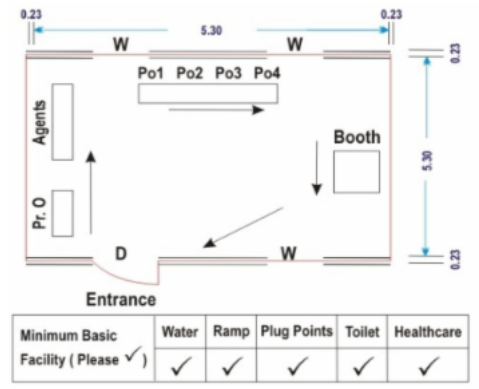 0.23 5.30 0.23
W W
0.23
Po1 Po2 Po3 Po4
Agents
Booth
5.30
Pr. O
D W
0.23
Entrance
Minimum Basic
Facility ( Please ✓ )
Water Ramp Plug Points Toilet Healthcare
✓ ✓ ✓ ✓ ✓